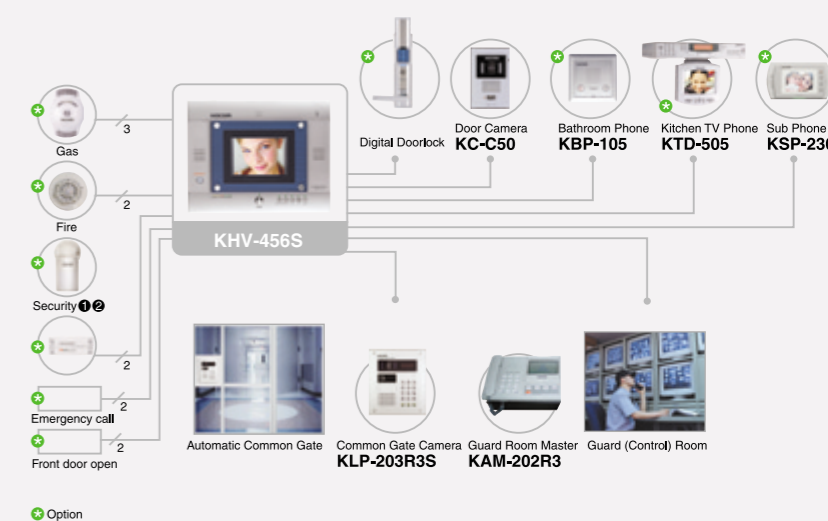 Digital Doorlock
Door Camera
KC-C50
Bathroom Phone
KBP-105
Kitchen TV Phone
KTD-505
Sub Phone
KSP-230
3
Gas
2
Fire
KHV-456S
Security❶❷
2
2
Emergency call
2
Front door open
Automatic Common Gate
Common Gate Camera
KLP-203R3S
Guard Room Master
KAM-202R3
Guard (Control) Room
Option